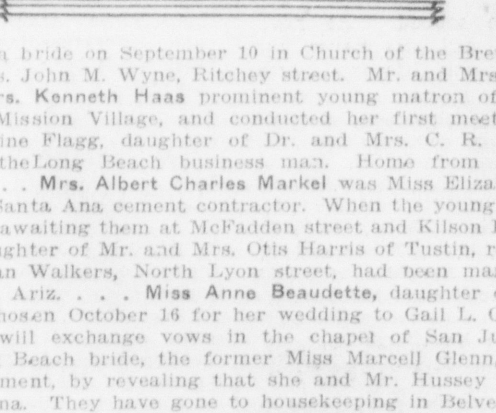 a bride on September 10 in Church of the Bre
s. John M. Wyne, Ritchey street. Mr. and Mrs
rs. Kenneth Haas prominent young matron of
Mission Village, and conducted her first meet
ine Flagg, daughter of Dr. and Mrs. C. R.
theLong Beach business man. Home from
. . Mrs. Albert Charles Markel was Miss Eliza
Santa Ana cement contractor. When the young
awaiting them at McFadden street and Kilson
ughter of Mr. and Mrs. Otis Harris of Tustin, r
an Walkers, North Lyon street, had been ma
Ariz. . . . Miss Anne Beaudette, daughter
hosen October 16 for her wedding to Gail L.
will exchange vows in the chapel of San Ju
Beach bride, the former Miss Marcell Glenn,
ment, by revealing that she and Mr. Hussey
na. They have gone to housekeeping in Belve